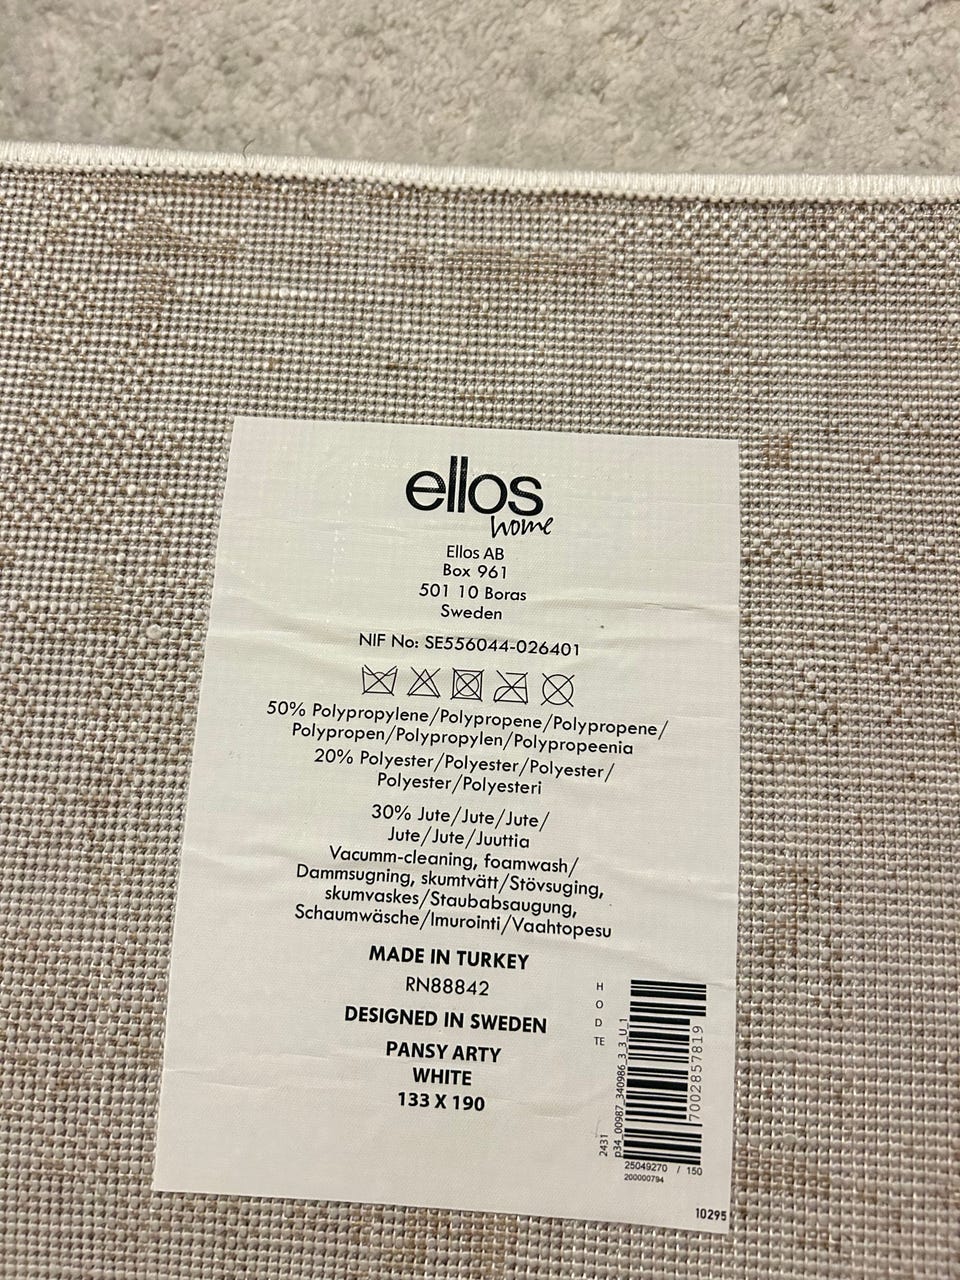 ellos
home
Ellos AB
Box 961
501 10 Boras
Sweden
NIF No: SE556044-026401
50% Polypropylene/Polypropene/Polypropene/
Polypropen/Polypropylen/Polypropeenia
20% Polyester/Polyester/Polyester/
Polyester/Polyesteri
30% Jute/Jute/Jute/
Jute/Jute/Juuttia
Vacumm-cleaning, foamwash/
Dammsugning, skumtvätt/Stövsuging,
skumvaskes/Staubabsaugung,
Schaumwäsche/Imurointi/Vaahtopesu
MADE IN TURKEY
RN88842
DESIGNED IN SWEDEN
PANSY ARTY
WHITE
133 X 190
H
O
D
TE
2431
p34_00987_340986_3_3_U_1
7002857819
25049270 / 150
200000794
10295